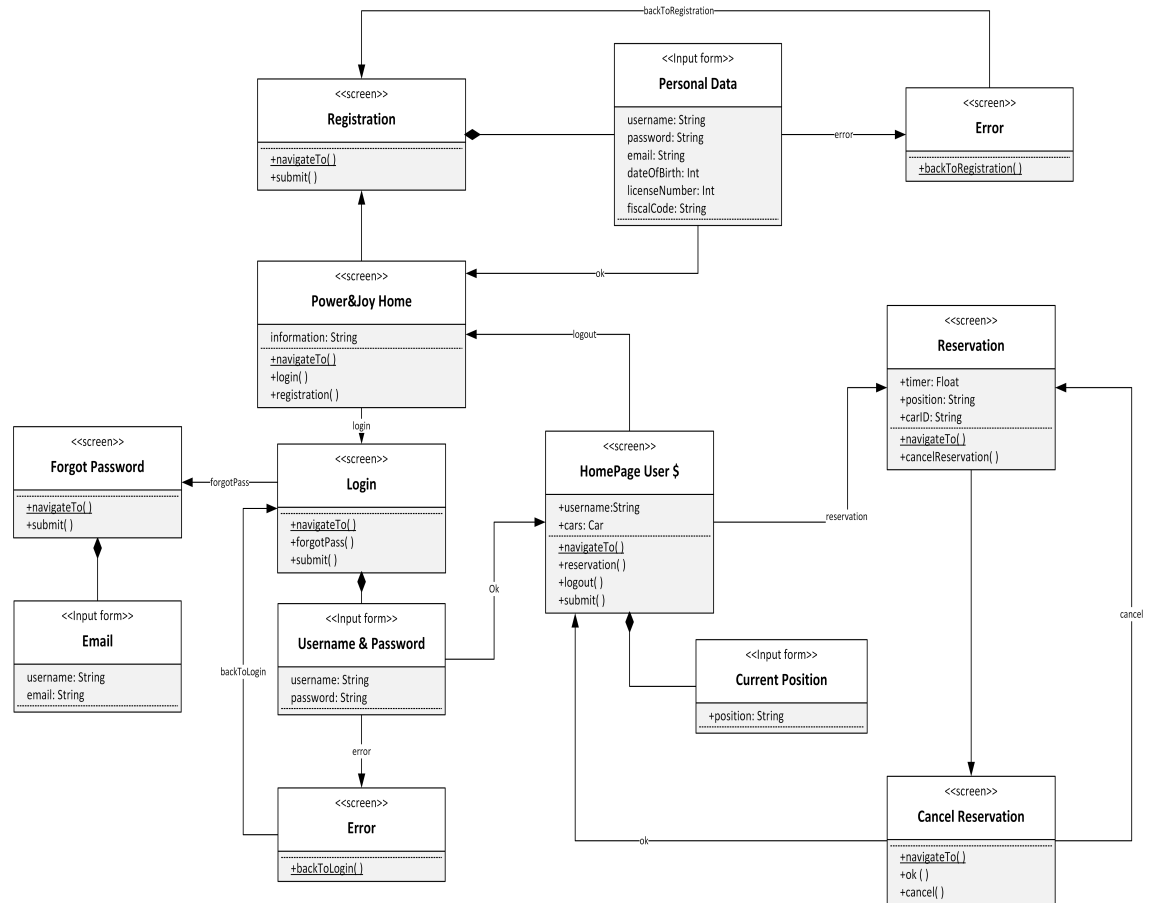 backToRegistration
<<Input form>>
Personal Data
username: String
password: String
email: String
dateOfBirth: Int
licenseNumber: Int
fiscalCode: String
<<screen>>
Registration
+navigateTo( )
+submit( )
error
<<screen>>
Error
+backToRegistration( )
ok
<<screen>>
Power&Joy Home
information: String
+navigateTo( )
+login( )
+registration( )
logout
<<screen>>
Reservation
+timer: Float
+position: String
+carID: String
+navigateTo( )
+cancelReservation( )
login
<<screen>>
Forgot Password
+navigateTo( )
+submit( )
forgotPass
<<screen>>
Login
+navigateTo( )
+forgotPass( )
+submit( )
<<screen>>
HomePage User $
+username:String
+cars: Car
+navigateTo( )
+reservation( )
+logout( )
+submit( )
reservation
Ok
cancel
<<Input form>>
Email
username: String
email: String
backToLogin
<<Input form>>
Username & Password
username: String
password: String
<<Input form>>
Current Position
+position: String
error
<<screen>>
Error
+backToLogin( )
ok
<<screen>>
Cancel Reservation
+navigateTo( )
+ok ( )
+cancel( )